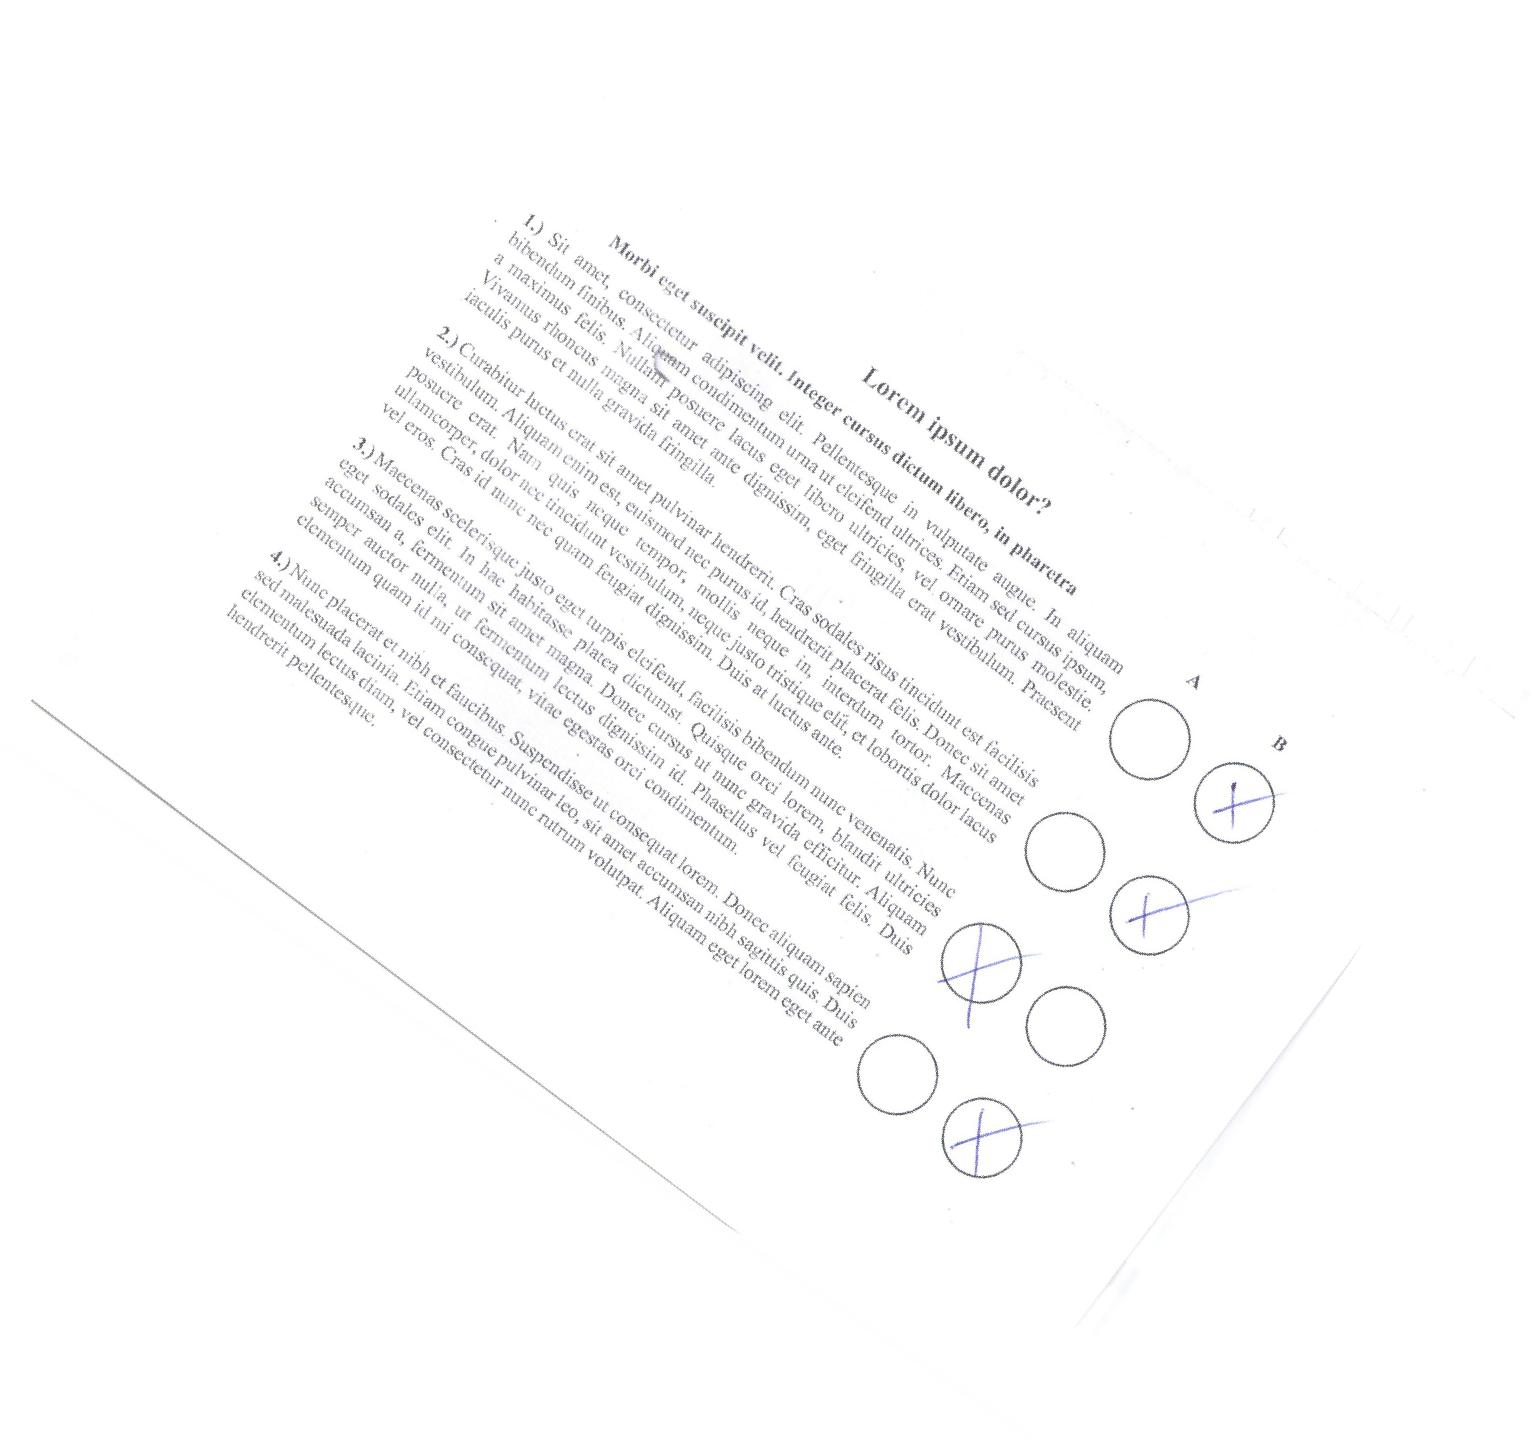 Lorem ipsum dolor?
Morbi eget suscipit velit. Integer cursus dictum libero, in pharetra
A B
1.) Sit amet, consectetur adipiscing elit. Pellentesque in vulputate augue. In aliquam
bibendum finibus. Aliquam condimentum urna ut eleifend ultrices. Etiam sed cursus ipsum,
a maximus felis. Nullam posuere lacus eget libero ultricies, vel ornare purus molestie.
Vivamus rhoncus magna sit amet ante dignissim, eget fringilla erat vestibulum. Praesent
iaculis purus et nulla gravida fringilla.
2.) Curabitur luctus erat sit amet pulvinar hendrerit. Cras sodales risus tincidunt est facilisis
vestibulum. Aliquam enim est, euismod nec purus id, hendrerit placerat felis. Donec sit amet
posuere erat. Nam quis neque tempor, mollis neque in, interdum tortor. Maecenas
ullamcorper, dolor nec tincidunt vestibulum, neque justo tristique elit, et lobortis dolor lacus
vel eros. Cras id nunc nec quam feugiat dignissim. Duis at luctus ante.
3.) Maecenas scelerisque justo eget turpis eleifend, facilisis bibendum nunc venenatis. Nunc
eget sodales elit. In hac habitasse platea dictumst. Quisque orci lorem, blandit ultricies
accumsan a, fermentum sit amet magna. Donec cursus ut nunc gravida efficitur. Aliquam
semper auctor nulla, ut fermentum lectus dignissim id. Phasellus vel feugiat felis. Duis
elementum quam id mi consequat, vitae egestas orci condimentum.
4.) Nunc placerat et nibh et faucibus. Suspendisse ut consequat lorem. Donec aliquam sapien
sed malesuada lacinia. Etiam congue pulvinar leo, sit amet accumsan nibh sagittis quis. Duis
elementum lectus diam, vel consectetur nunc rutrum volutpat. Aliquam eget lorem eget ante
hendrerit pellentesque.